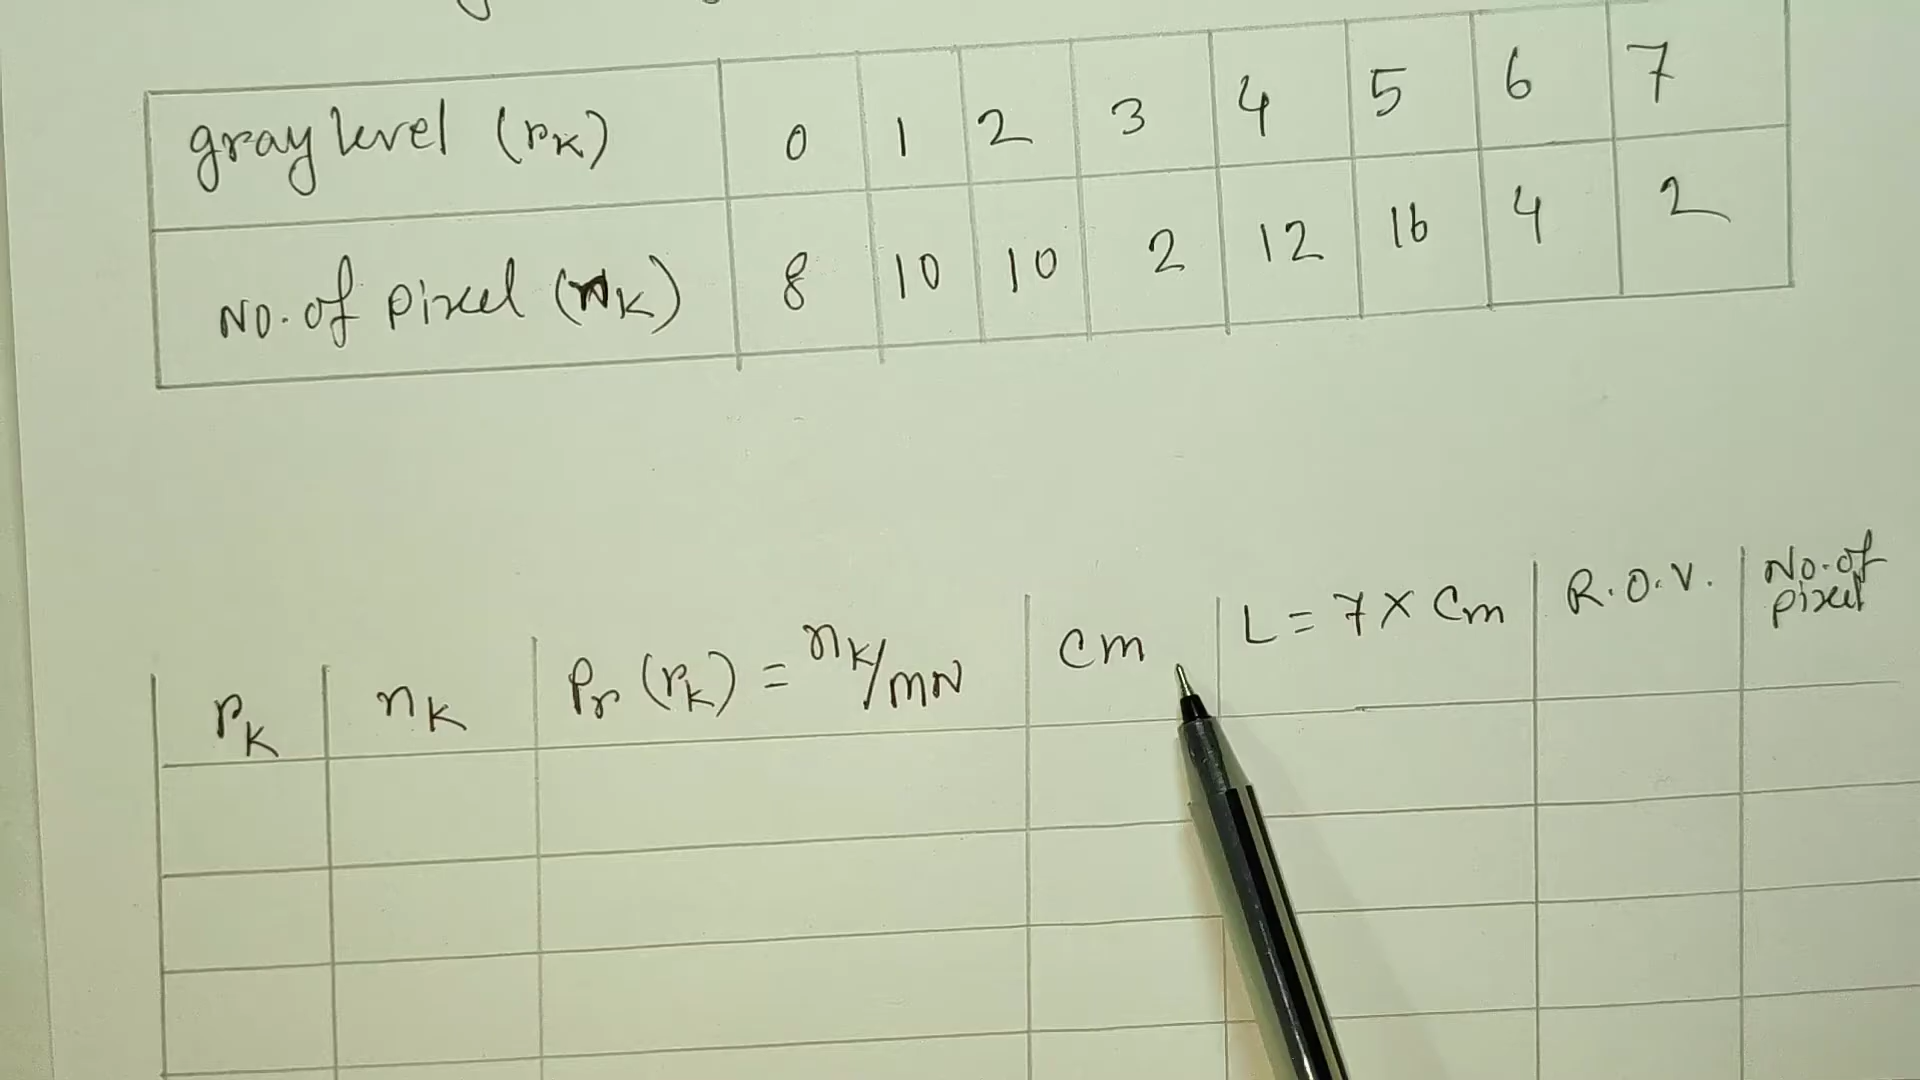 gray level (rK) 0 1 2 3 4 5 6 7
No. of pixel (nK) 8 10 10 2 12 16 4 2
rK nK Pr (rK) = nK/MN Cm L = 7 X Cm R.O.V. No. of pixel